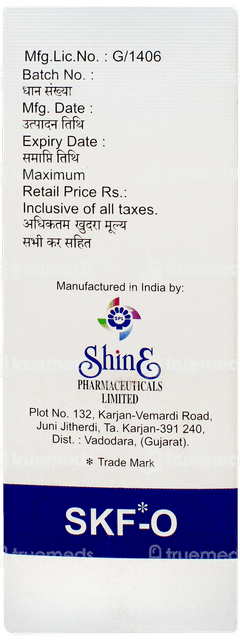 Mfg.Lic.No. : G/1406
Batch No. :
धान संख्या
Mfg. Date :
उत्पादन तिथि
Expiry Date :
समाप्ति तिथि
Maximum
Retail Price Rs.:
Inclusive of all taxes.
अधिकतम खुदरा मूल्य
सभी कर सहित
Manufactured in India by:
SPL
ShinE
PHARMACEUTICALS
LIMITED
Plot No. 132, Karjan-Vemardi Road,
Juni Jitherdi, Ta. Karjan-391 240,
Dist. : Vadodara, (Gujarat).
* Trade Mark
SKF*-O
truemeds